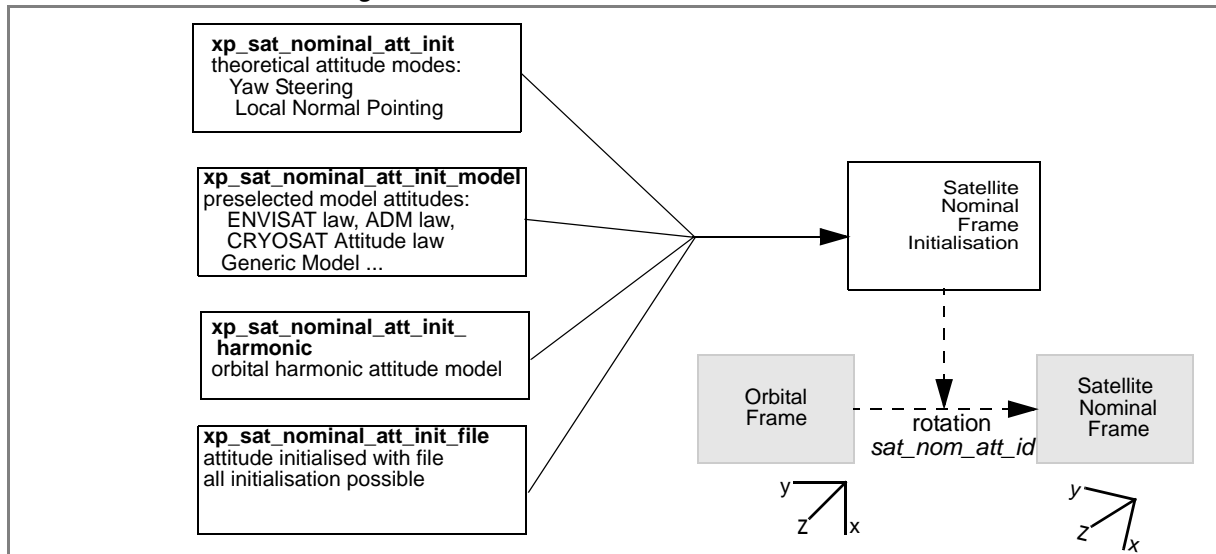 xp_sat_nominal_att_init
theoretical attitude modes:
Yaw Steering
Local Normal Pointing
xp_sat_nominal_att_init_model
preselected model attitudes:
ENVISAT law, ADM law,
CRYOSAT Attitude law
Generic Model ...
xp_sat_nominal_att_init_
harmonic
orbital harmonic attitude model
xp_sat_nominal_att_init_file
attitude initialised with file
all initialisation possible
Satellite
Nominal
Frame
Initialisation
Orbital
Frame
rotation
sat_nom_att_id
Satellite
Nominal
Frame
y
z
x
y
z
x